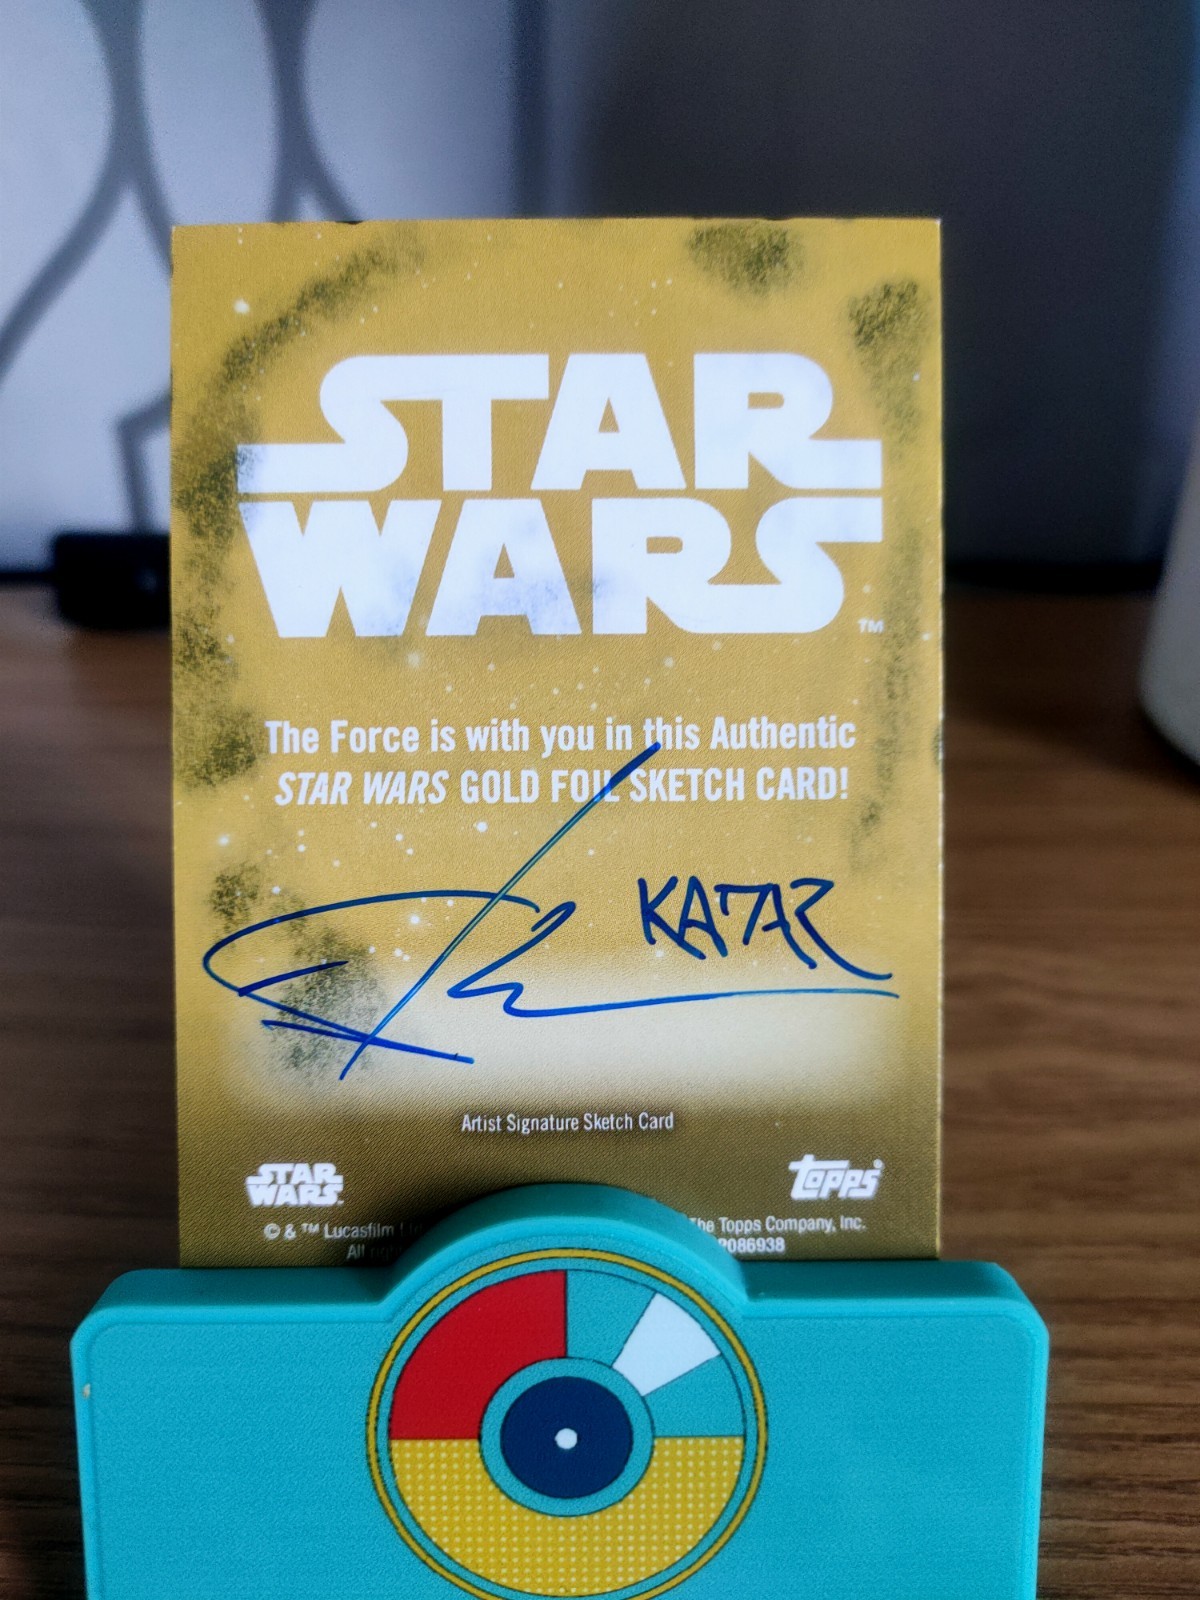 STAR
WARS
TM
The Force is with you in this Authentic
STAR WARS GOLD FOIL SKETCH CARD!
KATAR
Artist Signature Sketch Card
STAR
WARS
Topps®
© & ™ Lucasfilm The Topps Company, Inc.
All